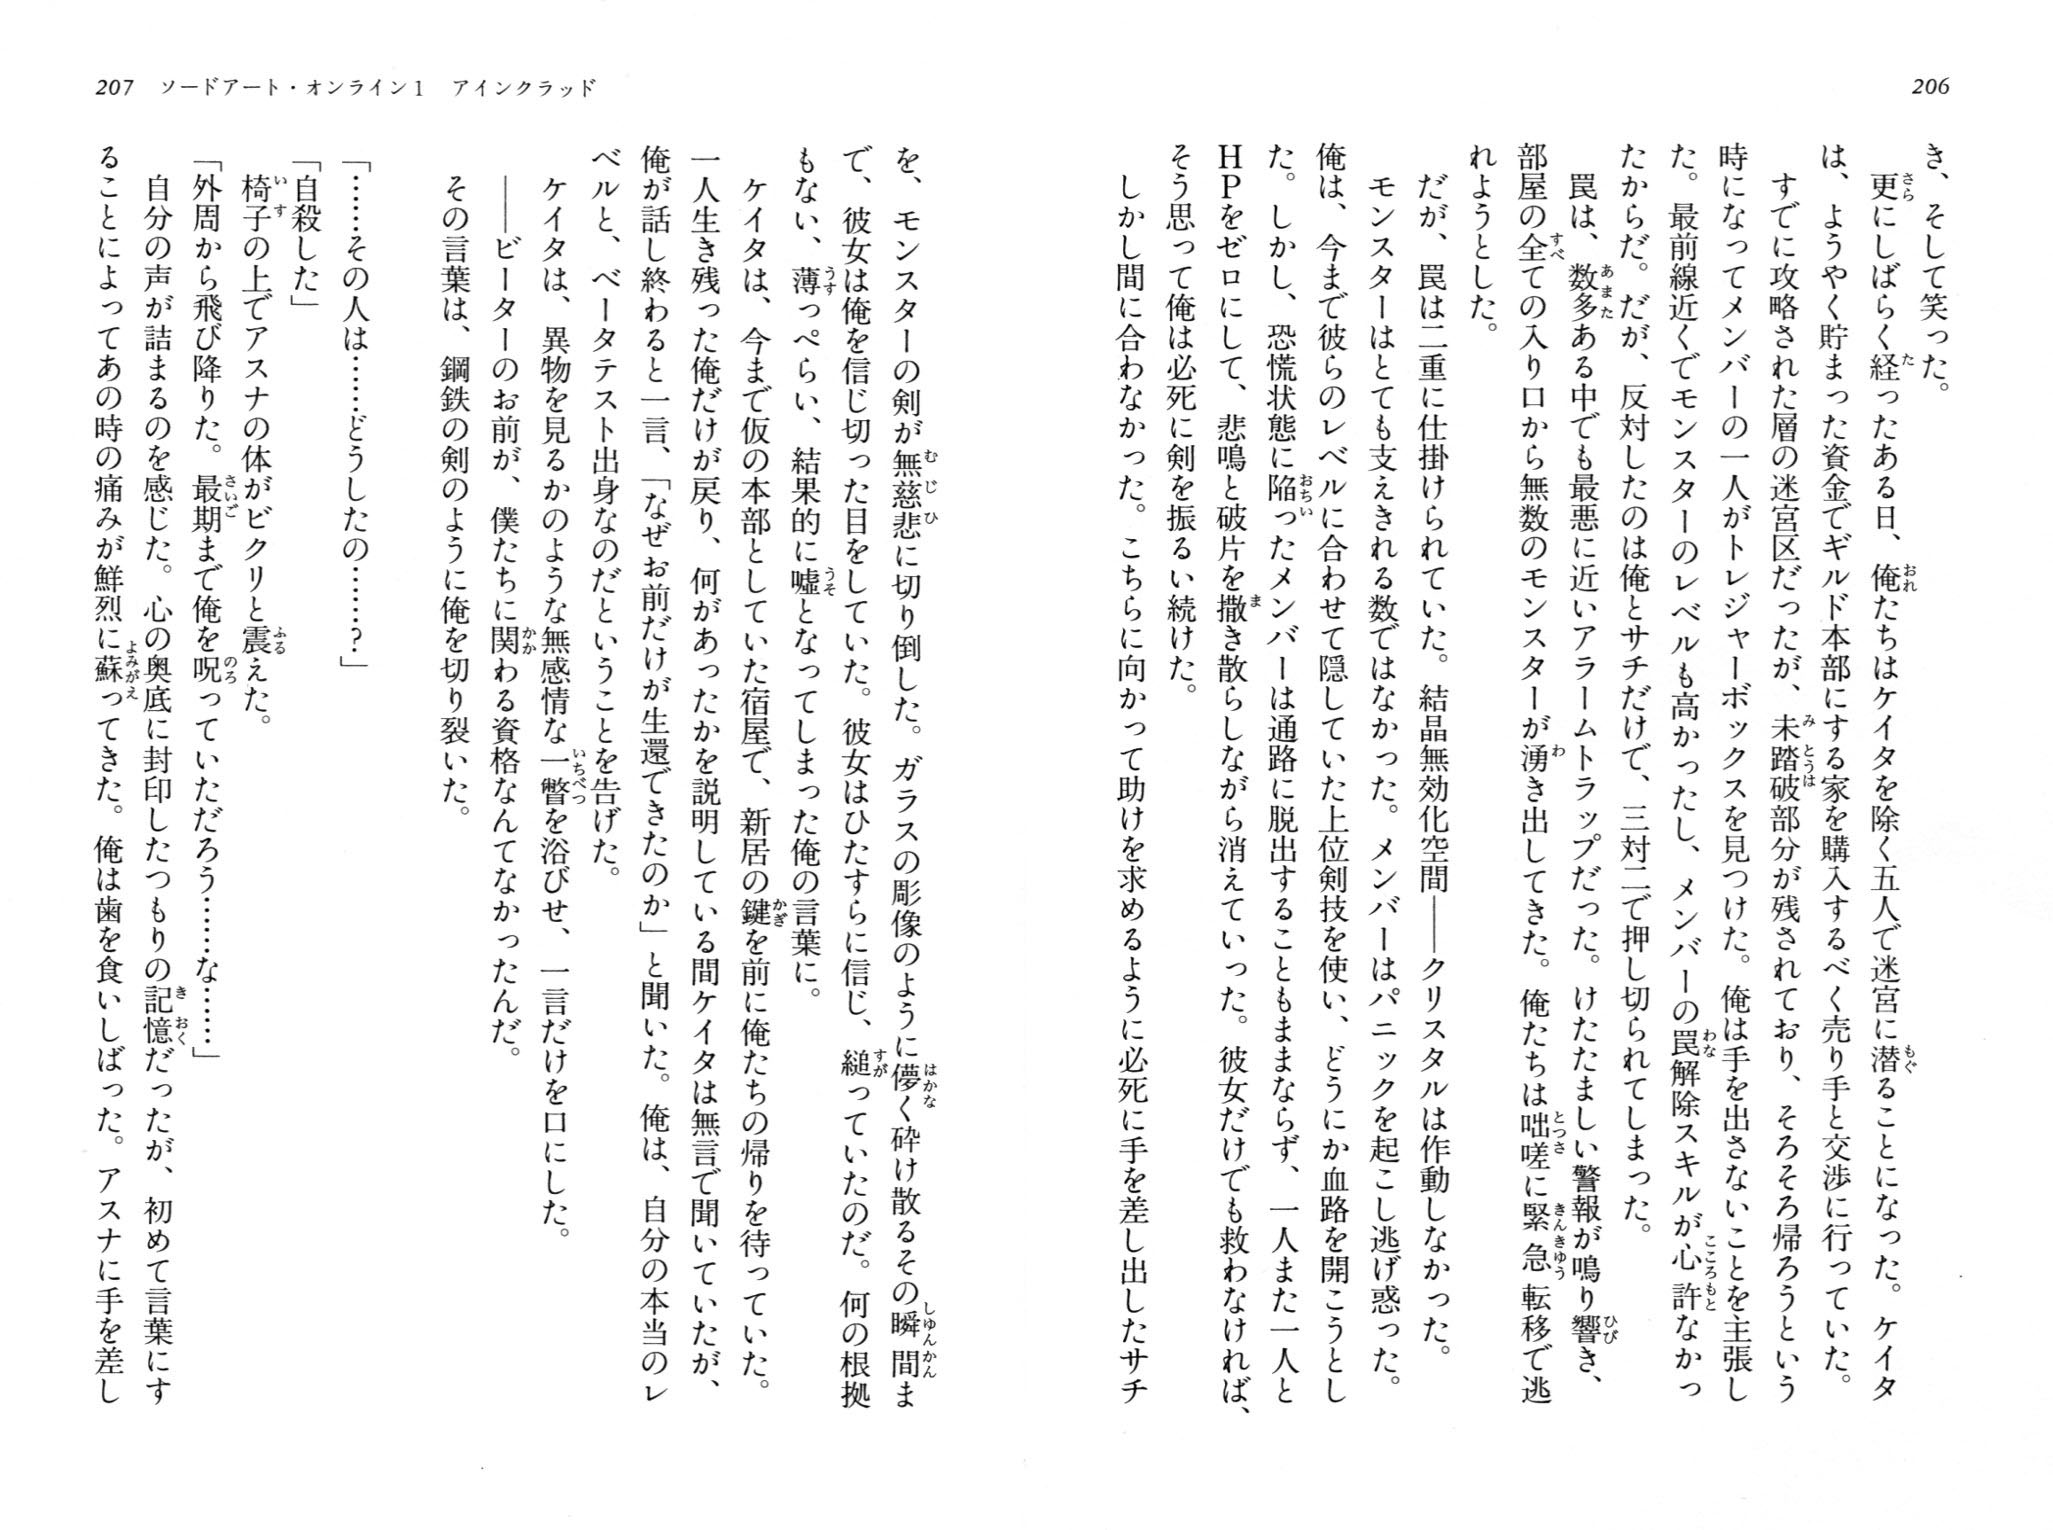 206
き、そして笑った。
更にしばらく経ったある日、俺たちはケイタを除く五人で迷宮に潜ることになった。ケイタ
は、ようやく貯まった資金でギルド本部にする家を購入するべく売り手と交渉に行っていた。
すでに攻略された層の迷宮区だったが、未踏破部分が残されており、そろそろ帰ろうという
時になってメンバーの一人がトレジャーボックスを見つけた。俺は手を出さないことを主張し
た。最前線近くでモンスターのレベルも高かったし、メンバーの罠解除スキルが心許なかっ
たからだ。だが、反対したのは俺とサチだけで、三対二で押し切られてしまった。
罠は、数多ある中でも最悪に近いアラームトラップだった。けたたましい警報が鳴り響き、
部屋の全ての入り口から無数のモンスターが湧き出してきた。俺たちは咄嗟に緊急転移で逃
れようとした。
だが、罠は二重に仕掛けられていた。結晶無効化空間――クリスタルは作動しなかった。
モンスターはとても支えきれる数ではなかった。メンバーはパニックを起こし逃げ惑った。
俺は、今まで彼らのレベルに合わせて隠していた上位剣技を使い、どうにか血路を開こうとし
た。しかし、恐慌状態に陥ったメンバーは通路に脱出することもままならず、一人また一人と
HPをゼロにして、悲鳴と破片を撒き散らしながら消えていった。彼女だけでも救わなければ、
そう思って俺は必死に剣を振るい続けた。
しかし間に合わなかった。こちらに向かって助けを求めるように必死に手を差し出したサチ
207 ソードアート・オンライン1 アインクラッド
を、モンスターの剣が無慈悲に切り倒した。ガラスの彫像のように儚く砕け散るその瞬間ま
で、彼女は俺を信じ切った目をしていた。彼女はひたすらに信じ、縋っていたのだ。何の根拠
もない、薄っぺらい、結果的に嘘となってしまった俺の言葉に。
ケイタは、今まで仮の本部としていた宿屋で、新居の鍵を前に俺たちの帰りを待っていた。
一人生き残った俺だけが戻り、何があったかを説明している間ケイタは無言で聞いていたが、
俺が話し終わると一言、「なぜお前だけが生還できたのか」と聞いた。俺は、自分の本当のレ
ベルと、ベータテスト出身なのだということを告げた。
ケイタは、異物を見るかのような無感情な一瞥を浴びせ、一言だけを口にした。
――ビーターのお前が、僕たちに関わる資格なんてなかったんだ。
その言葉は、鋼鉄の剣のように俺を切り裂いた。
「……その人は……どうしたの……?」
「自殺した」
椅子の上でアスナの体がビクリと震えた。
「外周から飛び降りた。最期まで俺を呪っていただろう……な……」
自分の声が詰まるのを感じた。心の奥底に封印したつもりの記憶だったが、初めて言葉にす
ることによってあの時の痛みが鮮烈に蘇ってきた。俺は歯を食いしばった。アスナに手を差し